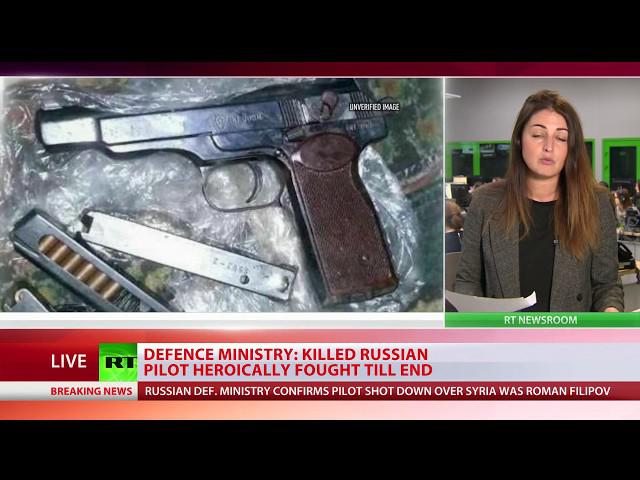 UNVERIFIED IMAGE
RT NEWSROOM
LIVE
RT
DEFENCE MINISTRY: KILLED RUSSIAN
PILOT HEROICALLY FOUGHT TILL END
BREAKING NEWS
RUSSIAN DEF. MINISTRY CONFIRMS PILOT SHOT DOWN OVER SYRIA WAS ROMAN FILIPOV